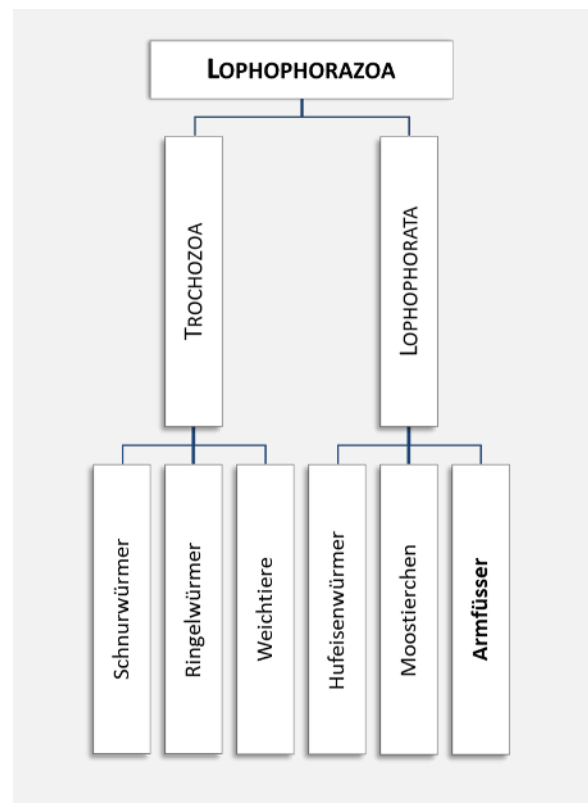 LOPHOPHORAZOA
TROCHOZOA
LOPHOPHORATA
Schnurwürmer
Ringelwürmer
Weichtiere
Hufeisenwürmer
Moostierchen
Armfüsser